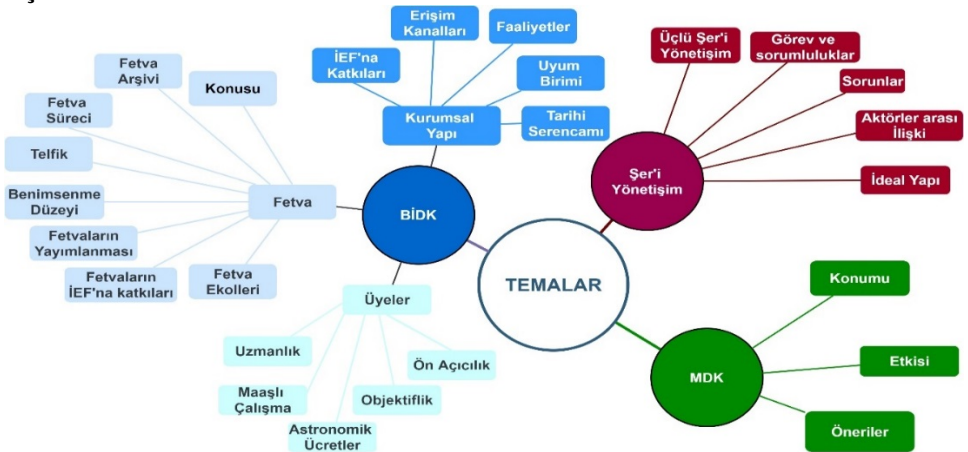 Erişim
Kanalları
Faaliyetler
İEF'na
Katkıları
Uyum
Birimi
Kurumsal
Yapı
Tarihi
Serencamı
Fetva
Arşivi
Konusu
Fetva
Süreci
Telfik
Benimsenme
Düzeyi
Fetva
Fetvaların
Yayımlanması
Fetvaların
İEF'na katkıları
Fetva
Ekolleri
BİDK
Üyeler
Uzmanlık
Maaşlı
Çalışma
Astronomik
Ücretler
Objektiflik
Ön Açıcılık
TEMALAR
Üçlü Şer'i
Yönetişim
Görev ve
sorumluluklar
Sorunlar
Aktörler arası
İlişki
İdeal Yapı
Şer'i
Yönetişim
MDK
Konumu
Etkisi
Öneriler